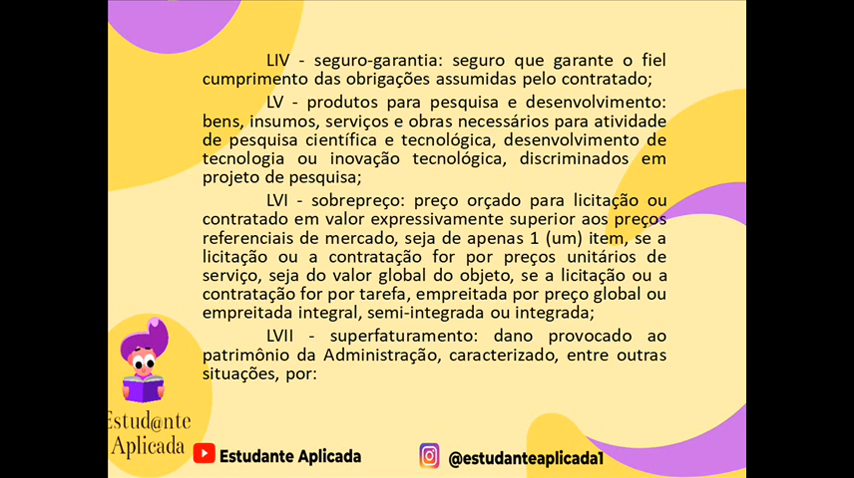 LIV - seguro-garantia: seguro que garante o fiel
cumprimento das obrigações assumidas pelo contratado;
LV - produtos para pesquisa e desenvolvimento:
bens, insumos, serviços e obras necessários para atividade
de pesquisa científica e tecnológica, desenvolvimento de
tecnologia ou inovação tecnológica, discriminados em
projeto de pesquisa;
LVI - sobrepreço: preço orçado para licitação ou
contratado em valor expressivamente superior aos preços
referenciais de mercado, seja de apenas 1 (um) item, se a
licitação ou a contratação for por preços unitários de
serviço, seja do valor global do objeto, se a licitação ou a
contratação for por tarefa, empreitada por preço global ou
empreitada integral, semi-integrada ou integrada;
LVII - superfaturamento: dano provocado ao
patrimônio da Administração, caracterizado, entre outras
situações, por:
Estud@nte
Aplicada
Estudante Aplicada
@estudanteaplicada1